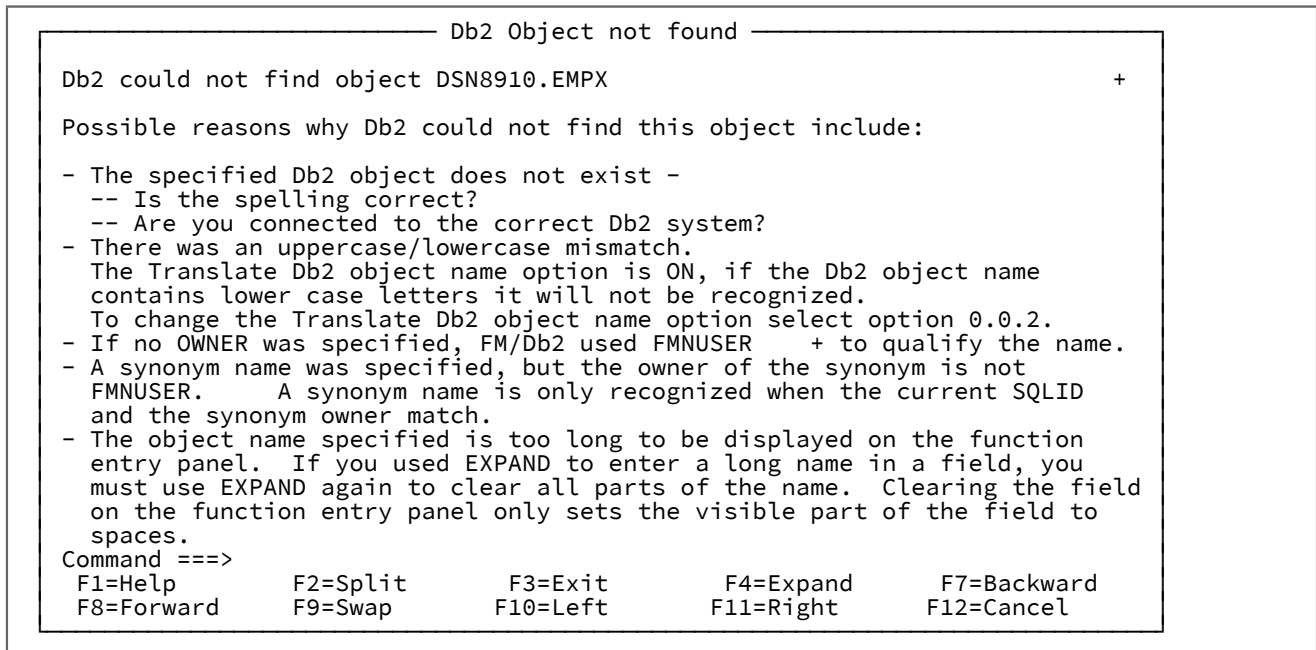 Db2 Object not found
Db2 could not find object DSN8910.EMPX +
Possible reasons why Db2 could not find this object include:
- The specified Db2 object does not exist -
-- Is the spelling correct?
-- Are you connected to the correct Db2 system?
- There was an uppercase/lowercase mismatch.
The Translate Db2 object name option is ON, if the Db2 object name
contains lower case letters it will not be recognized.
To change the Translate Db2 object name option select option 0.0.2.
- If no OWNER was specified, FM/Db2 used FMNUSER + to qualify the name.
- A synonym name was specified, but the owner of the synonym is not
FMNUSER. A synonym name is only recognized when the current SQLID
and the synonym owner match.
- The object name specified is too long to be displayed on the function
entry panel. If you used EXPAND to enter a long name in a field, you
must use EXPAND again to clear all parts of the name. Clearing the field
on the function entry panel only sets the visible part of the field to
spaces.
Command ===>
F1=Help F2=Split F3=Exit F4=Expand F7=Backward
F8=Forward F9=Swap F10=Left F11=Right F12=Cancel